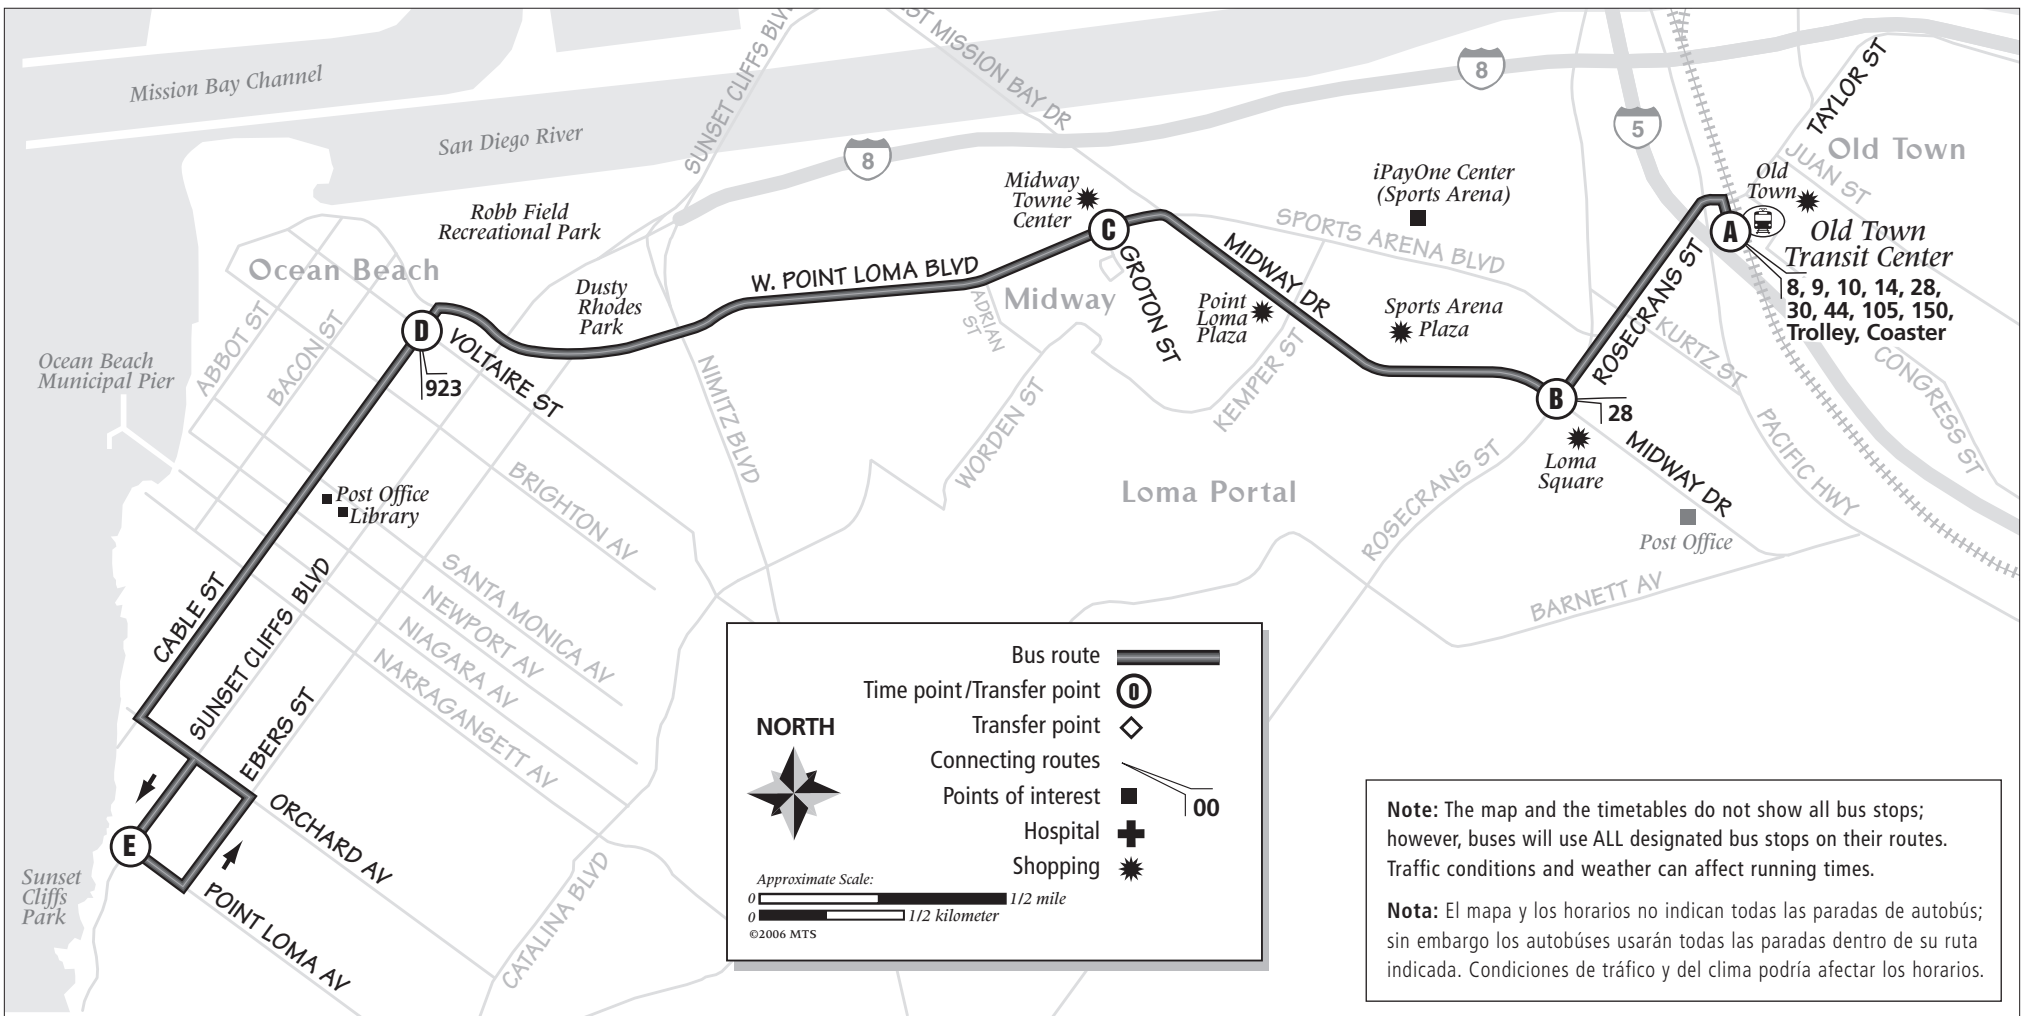 ST MISSION BAY DR
SUNSET CLIFFS BLVD
Mission Bay Channel
San Diego River
8
8
5
TAYLOR ST
JUAN ST
Old Town
Old
Town
Midway
Towne
Center
iPayOne Center
(Sports Arena)
Robb Field
Recreational Park
C
A
Old Town
Transit Center
8, 9, 10, 14, 28,
30, 44, 105, 150,
Trolley, Coaster
SPORTS ARENA BLVD
MIDWAY DR
ROSECRANS ST
GROTON ST
W. POINT LOMA BLVD
Ocean Beach
Dusty
Rhodes
Park
Midway
ADRIAN
ST
Point
Loma
Plaza
Sports Arena
Plaza
KURTZ ST
CONGRESS ST
ABBOT ST
BACON ST
D
923
VOLTAIRE ST
NIMITZ BLVD
Ocean Beach
Municipal Pier
WORDEN ST
KEMPER ST
B
28
PACIFIC HWY
Loma
Square
MIDWAY DR
Post Office
Loma Portal
ROSECRANS ST
BARNETT AV
BRIGHTON AV
Post Office
Library
CABLE ST
SUNSET CLIFFS BLVD
SANTA MONICA AV
NEWPORT AV
NIAGARA AV
NARRAGANSETT AV
EBERS ST
ORCHARD AV
E
POINT LOMA AV
CATALINA BLVD
Sunset
Cliffs
Park
Bus route
Time point/Transfer point
0
Transfer point
NORTH
Connecting routes
00
Points of interest
Hospital
Shopping
Approximate Scale:
0 1/2 mile
0 1/2 kilometer
©2006 MTS
Note: The map and the timetables do not show all bus stops;
however, buses will use ALL designated bus stops on their routes.
Traffic conditions and weather can affect running times.
Nota: El mapa y los horarios no indican todas las paradas de autobús;
sin embargo los autobúses usarán todas las paradas dentro de su ruta
indicada. Condiciones de tráfico y del clima podría afectar los horarios.